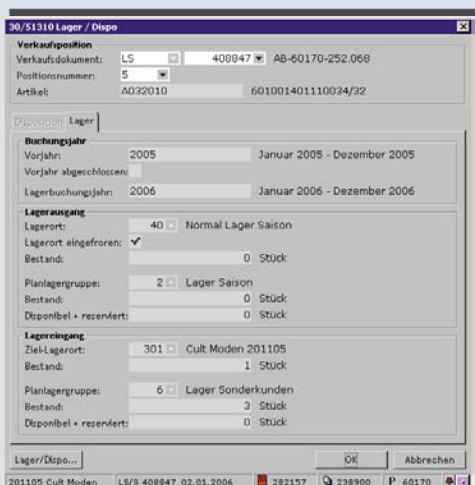 30/51310 Lager / Dispo
Verkaufsposition
Verkaufsdokument: LS 408847 AB-60170-252.068
Positionsnummer: 5
Artikel: A032010 601001401110034/32
Disposition Lager
Buchungsjahr
Vorjahr: 2005 Januar 2005 - Dezember 2005
Vorjahr abgeschlossen:
Lagerbuchungsjahr: 2006 Januar 2006 - Dezember 2006
Lagerausgang
Lagerort: 40 Normal Lager Saison
Lagerort eingefroren:
Bestand: 0 Stück
Planlagergruppe: 2 Lager Saison
Bestand: 0 Stück
Disponibel + reserviert: 0 Stück
Lagereingang
Ziel-Lagerort: 301 Cult Moden 201105
Bestand: 1 Stück
Planlagergruppe: 6 Lager Sonderkunden
Bestand: 3 Stück
Disponibel + reserviert: 0 Stück
Lager/Dispo... OK Abbrechen
201105 Cult Moden LS/S 408847 02.01.2006 282157 238900 P 60170